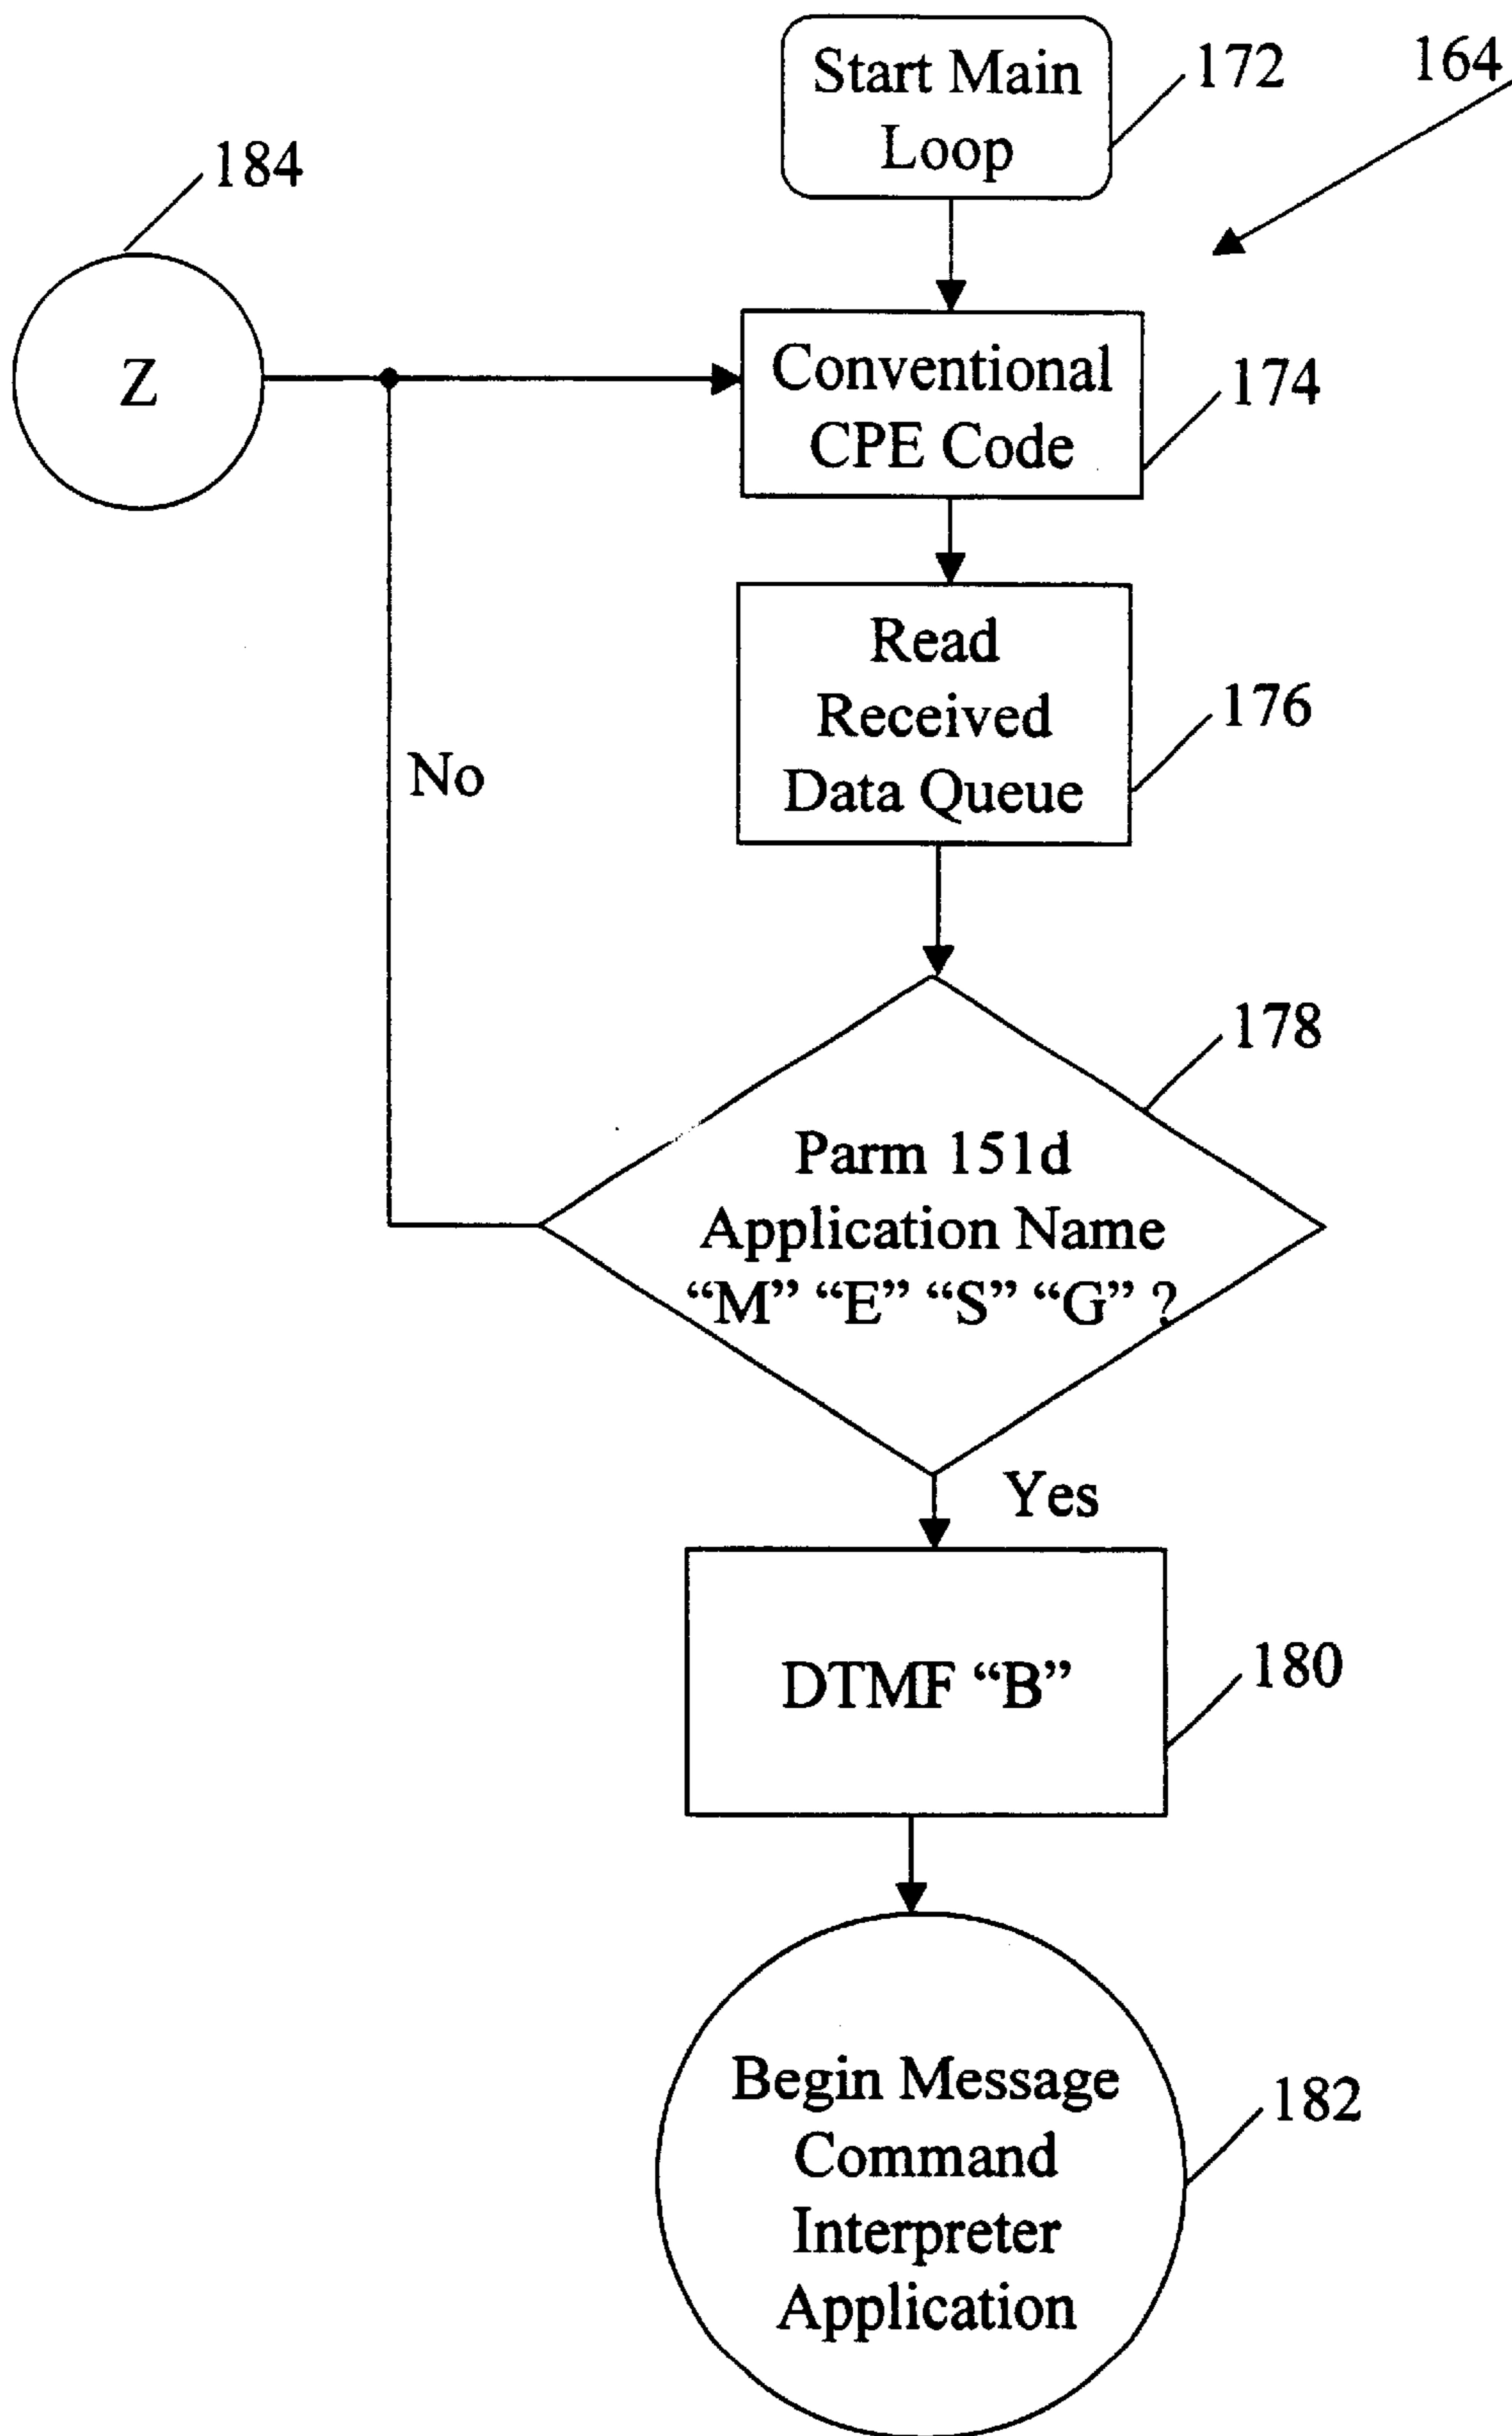 Start Main
Loop
172
164
184
Z
Conventional
CPE Code
174
Read
Received
Data Queue
176
No
178
Parm 151d
Application Name
“M” “E” “S” “G” ?
Yes
DTMF “B”
180
Begin Message
Command
Interpreter
Application
182